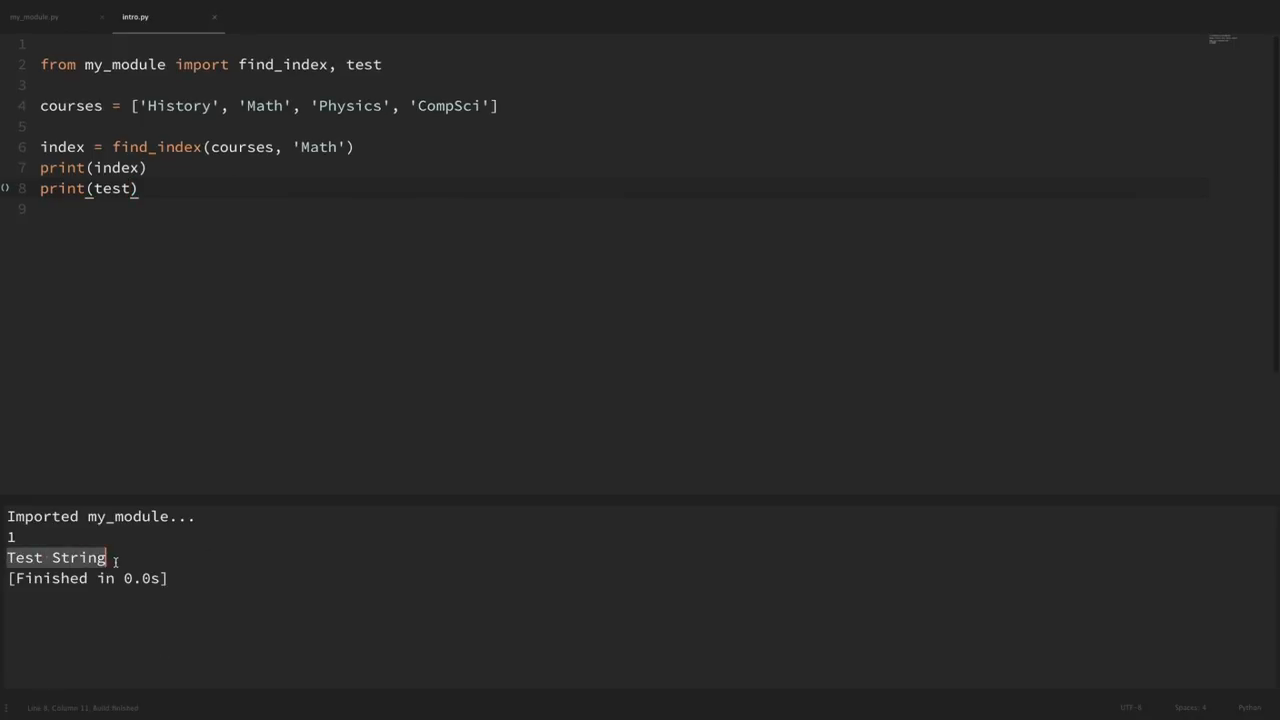 my_module.py × intro.py ×
1
2 from my_module import find_index, test
3
4 courses = ['History', 'Math', 'Physics', 'CompSci']
5
6 index = find_index(courses, 'Math')
7 print(index)
() 8 print(test)
9
Imported my_module...
1
Test String
[Finished in 0.0s]
Line 8, Column 11, Build finished UTF-8 Spaces: 4 Python